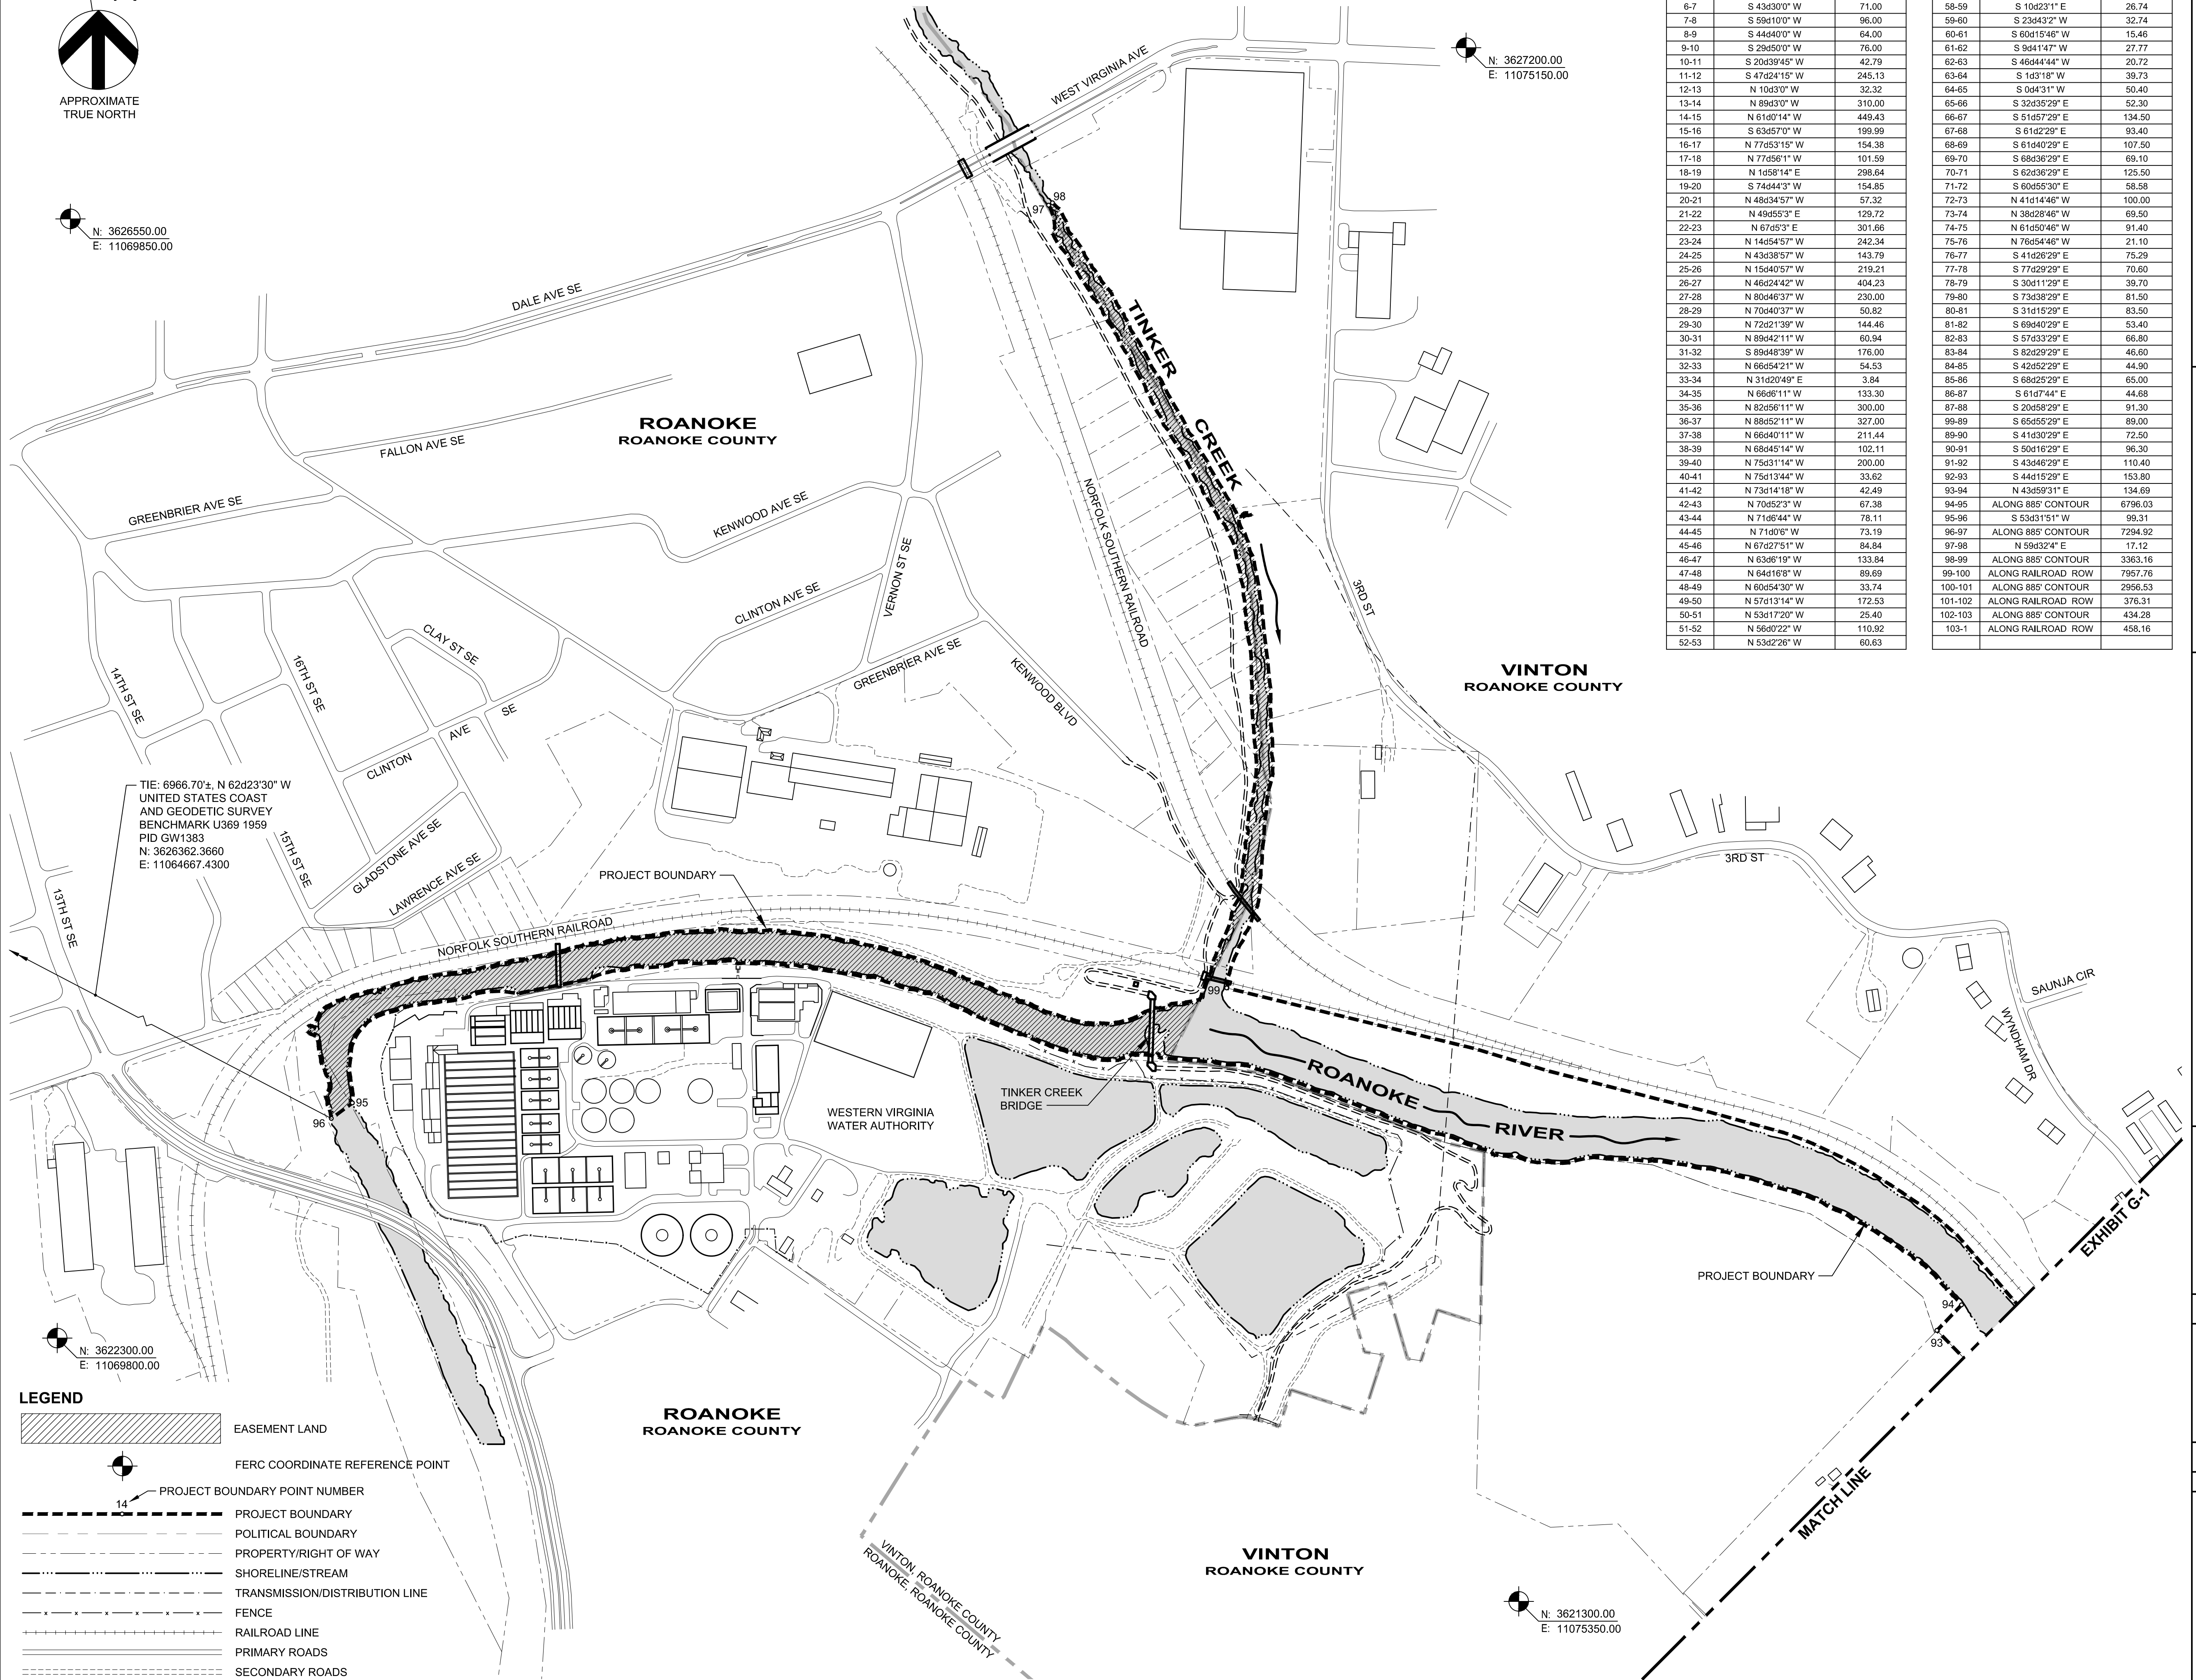 APPROXIMATE
TRUE NORTH
N: 3627200.00
E: 11075150.00
N: 3626550.00
E: 11069850.00
6-7 S 43d30'0" W 71.00
7-8 S 59d10'0" W 96.00
8-9 S 44d40'0" W 64.00
9-10 S 29d50'0" W 76.00
10-11 S 20d39'45" W 42.79
11-12 S 47d24'15" W 245.13
12-13 N 10d3'0" W 32.32
13-14 N 89d3'0" W 310.00
14-15 N 61d0'14" W 449.43
15-16 S 63d57'0" W 199.99
16-17 N 77d53'15" W 154.38
17-18 N 77d56'1" W 101.59
18-19 N 1d58'14" E 298.64
19-20 S 74d44'3" W 154.85
20-21 N 48d34'57" W 57.32
21-22 N 49d55'3" E 129.72
22-23 N 67d5'3" E 301.66
23-24 N 14d54'57" W 242.34
24-25 N 43d38'57" W 143.79
25-26 N 15d40'57" W 219.21
26-27 N 46d24'42" W 404.23
27-28 N 80d46'37" W 230.00
28-29 N 70d40'37" W 50.82
29-30 N 72d21'39" W 144.46
30-31 N 89d42'11" W 60.94
31-32 S 89d48'39" W 176.00
32-33 N 66d54'21" W 54.53
33-34 N 31d20'49" E 3.84
34-35 N 66d6'11" W 133.30
35-36 N 82d56'11" W 300.00
36-37 N 88d52'11" W 327.00
37-38 N 66d40'11" W 211.44
38-39 N 68d45'14" W 102.11
39-40 N 75d31'14" W 200.00
40-41 N 75d13'44" W 33.62
41-42 N 73d14'18" W 42.49
42-43 N 70d52'3" W 67.38
43-44 N 71d6'44" W 78.11
44-45 N 71d0'6" W 73.19
45-46 N 67d27'51" W 84.84
46-47 N 63d6'19" W 133.84
47-48 N 64d16'8" W 89.69
48-49 N 60d54'30" W 33.74
49-50 N 57d13'14" W 172.53
50-51 N 53d17'20" W 25.40
51-52 N 56d0'22" W 110.92
52-53 N 53d2'26" W 60.63
58-59 S 10d23'1" E 26.74
59-60 S 23d43'2" W 32.74
60-61 S 60d15'46" W 15.46
61-62 S 9d41'47" W 27.77
62-63 S 46d44'44" W 20.72
63-64 S 1d3'18" W 39.73
64-65 S 0d4'31" W 50.40
65-66 S 32d35'29" E 52.30
66-67 S 51d57'29" E 134.50
67-68 S 61d2'29" E 93.40
68-69 S 61d40'29" E 107.50
69-70 S 68d36'29" E 69.10
70-71 S 62d36'29" E 125.50
71-72 S 60d55'30" E 58.58
72-73 N 41d14'46" W 100.00
73-74 N 38d28'46" W 69.50
74-75 N 61d50'46" W 91.40
75-76 N 76d54'46" W 21.10
76-77 S 41d26'29" E 75.29
77-78 S 77d29'29" E 70.60
78-79 S 30d11'29" E 39.70
79-80 S 73d38'29" E 81.50
80-81 S 31d15'29" E 83.50
81-82 S 69d40'29" E 53.40
82-83 S 57d33'29" E 66.80
83-84 S 82d29'29" E 46.60
84-85 S 42d52'29" E 44.90
85-86 S 68d25'29" E 65.00
86-87 S 61d7'44" E 44.68
87-88 S 20d58'29" E 91.30
99-89 S 65d55'29" E 89.00
89-90 S 41d30'29" E 72.50
90-91 S 50d16'29" E 96.30
91-92 S 43d46'29" E 110.40
92-93 S 44d15'29" E 153.80
93-94 N 43d59'31" E 134.69
94-95 ALONG 885' CONTOUR 6796.03
95-96 S 53d31'51" W 99.31
96-97 ALONG 885' CONTOUR 7294.92
97-98 N 59d32'4" E 17.12
98-99 ALONG 885' CONTOUR 3363.16
99-100 ALONG RAILROAD ROW 7957.76
100-101 ALONG 885' CONTOUR 2956.53
101-102 ALONG RAILROAD ROW 376.31
102-103 ALONG 885' CONTOUR 434.28
103-1 ALONG RAILROAD ROW 458.16
WEST VIRGINIA AVE
98
97
DALE AVE SE
TINKER
CREEK
ROANOKE
ROANOKE COUNTY
FALLON AVE SE
GREENBRIER AVE SE
KENWOOD AVE SE
NORFOLK SOUTHERN RAILROAD
VERNON ST SE
CLINTON AVE SE
3RD ST
CLAY ST SE
GREENBRIER AVE SE
KENWOOD BLVD
VINTON
ROANOKE COUNTY
14TH ST SE
16TH ST SE
CLINTON AVE SE
TIE: 6966.70'±, N 62d23'30" W
UNITED STATES COAST
AND GEODETIC SURVEY
BENCHMARK U369 1959
PID GW1383
N: 3626362.3660
E: 11064667.4300
15TH ST SE
GLADSTONE AVE SE
LAWRENCE AVE SE
13TH ST SE
PROJECT BOUNDARY
3RD ST
NORFOLK SOUTHERN RAILROAD
99
SAUNJA CIR
WYNDHAM DR
ROANOKE
RIVER
TINKER CREEK
BRIDGE
WESTERN VIRGINIA
WATER AUTHORITY
95
96
PROJECT BOUNDARY
EXHIBIT G-1
94
93
N: 3622300.00
E: 11069800.00
LEGEND
EASEMENT LAND
FERC COORDINATE REFERENCE POINT
PROJECT BOUNDARY POINT NUMBER
14
PROJECT BOUNDARY
POLITICAL BOUNDARY
PROPERTY/RIGHT OF WAY
SHORELINE/STREAM
TRANSMISSION/DISTRIBUTION LINE
FENCE
RAILROAD LINE
PRIMARY ROADS
SECONDARY ROADS
ROANOKE
ROANOKE COUNTY
MATCH LINE
VINTON, ROANOKE COUNTY
ROANOKE, ROANOKE COUNTY
VINTON
ROANOKE COUNTY
N: 3621300.00
E: 11075350.00